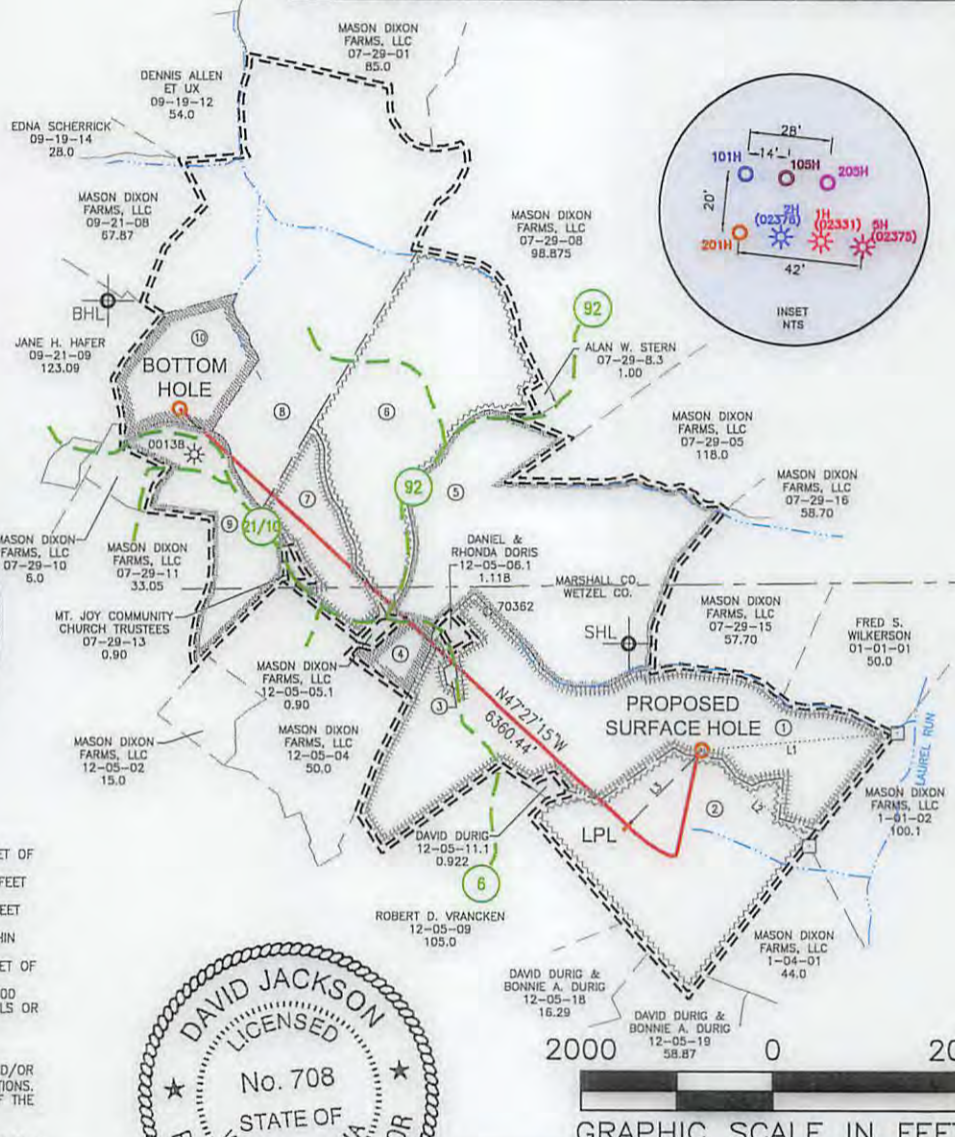 MASON DIXON
FARMS, LLC
07-29-01
85.0
DENNIS ALLEN
ET UX
09-19-12
54.0
EDNA SCHERRICK
09-19-14
28.0
MASON DIXON
FARMS, LLC
09-21-08
67.87
MASON DIXON
FARMS, LLC
07-29-08
98.875
28'
14'
101H
105H
205H
20'
2H
(02376)
1H
(02331)
5H
(02375)
201H
42'
INSET
NTS
BHL
JANE H. HAFER
09-21-09
123.09
10
BOTTOM
HOLE
92
ALAN W. STERN
07-29-8.3
1.00
8
6
00138
MASON DIXON
FARMS, LLC
07-29-05
118.0
MASON DIXON
FARMS, LLC
07-29-16
58.70
92
5
7
9
21/10
MASON DIXON
FARMS, LLC
07-29-10
6.0
MASON DIXON
FARMS, LLC
07-29-11
33.05
DANIEL &
RHONDA DORIS
12-05-06.1
1.118
MARSHALL CO.
WETZEL CO.
70362
MT. JOY COMMUNITY
CHURCH TRUSTEES
07-29-13
0.90
MASON DIXON
FARMS, LLC
07-29-15
57.70
FRED S.
WILKERSON
01-01-01
50.0
SHL
4
3
MASON DIXON
FARMS, LLC
12-05-05.1
0.90
N47°27'15"W
6360.44'
PROPOSED
SURFACE HOLE
1
L1
LAUREL RUN
MASON DIXON
FARMS, LLC
12-05-02
15.0
MASON DIXON
FARMS, LLC
12-05-04
50.0
L3
L2
2
MASON DIXON
FARMS, LLC
1-01-02
100.1
LPL
DAVID DURIG
12-05-11.1
0.922
6
ROBERT D. VRANCKEN
12-05-09
105.0
MASON DIXON
FARMS, LLC
1-04-01
44.0
DAVID DURIG &
BONNIE A. DURIG
12-05-18
16.29
DAVID DURIG &
BONNIE A. DURIG
12-05-19
58.87
ET OF
FEET
EET
HIN
ET OF
OD
LS OR
D/OR
TIONS.
F THE
DAVID JACKSON
LICENSED
No. 708
STATE OF
2000 0 20
GRAPHIC SCALE IN FEET